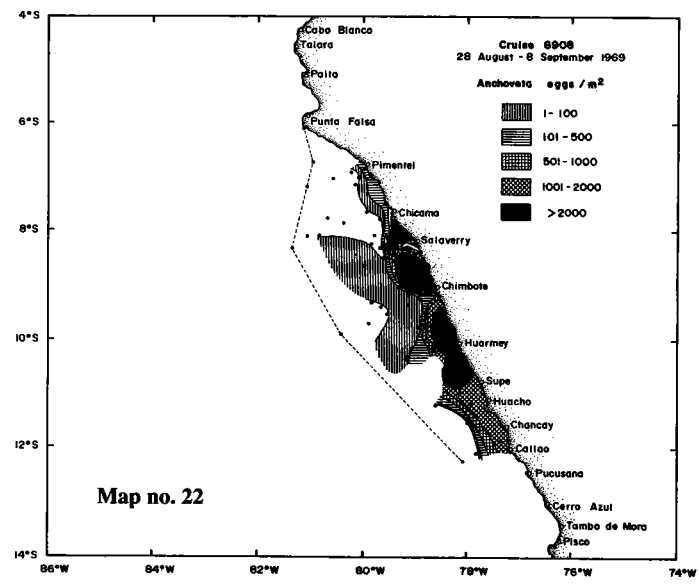 4°S
Cabo Blanco
Talara
Paita
6°S
Punta Falsa
Pimentel
8°S
Chicama
Salaverry
Chimbote
10°S
Huarmey
Supe
Huacho
Chancay
12°S
Callao
Pucusana
Cerro Azul
Tambo de Mora
Pisco
14°S
86°W
84°W
82°W
80°W
78°W
76°W
74°W
Cruise 6908
28 August - 8 September 1969
Anchoveta eggs / m²
1 - 100
101 - 500
501 - 1000
1001 - 2000
>2000
Map no. 22